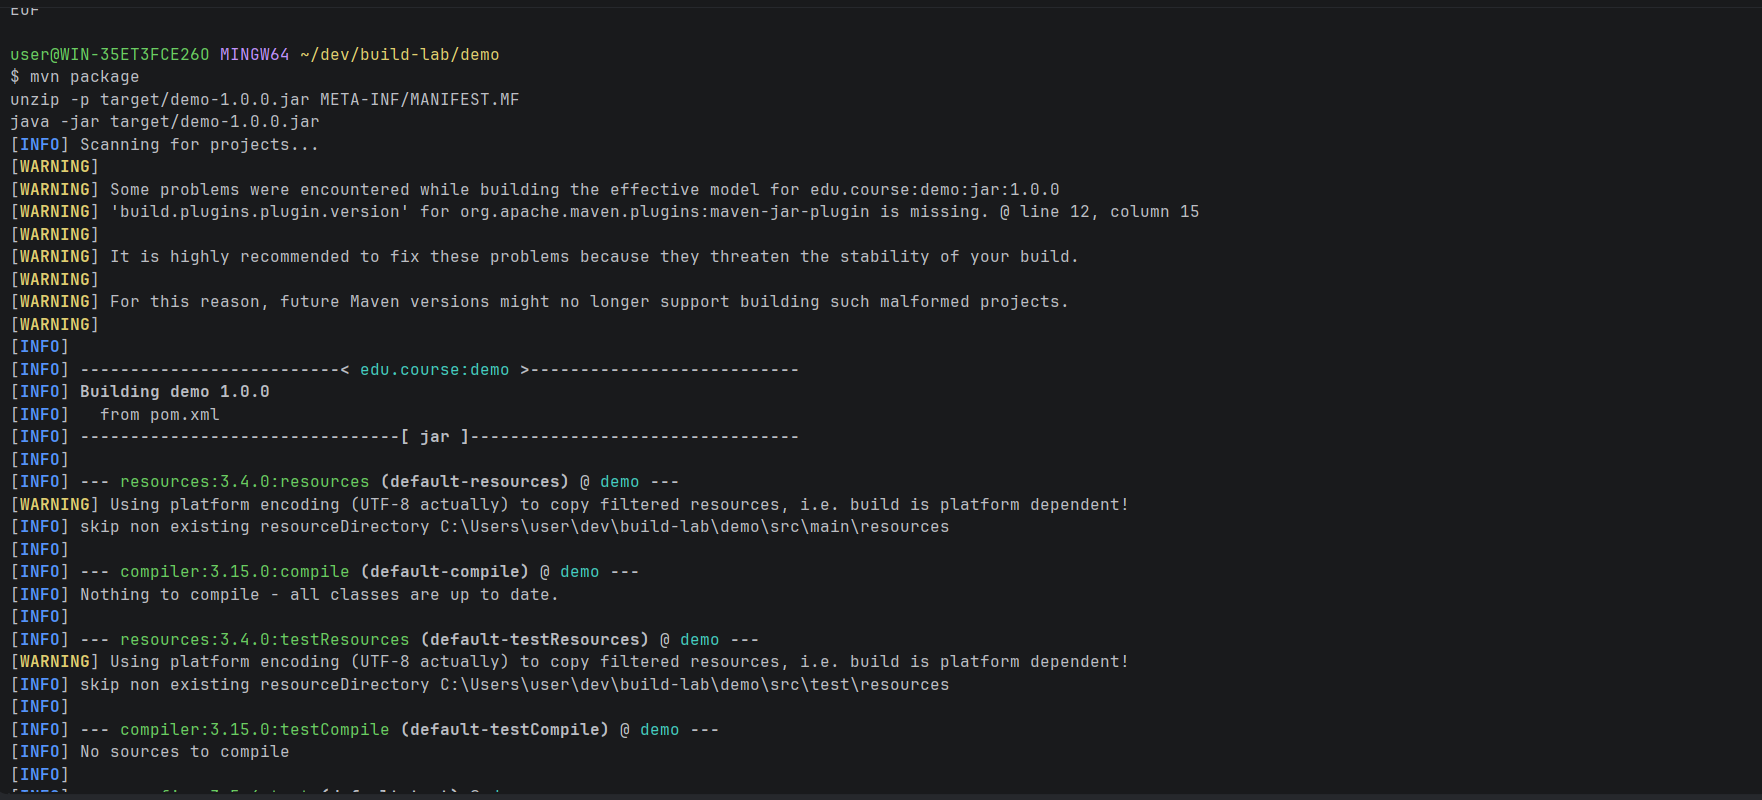 EOF
user@WIN-35ET3FCE26O MINGW64 ~/dev/build-lab/demo
$ mvn package
unzip -p target/demo-1.0.0.jar META-INF/MANIFEST.MF
java -jar target/demo-1.0.0.jar
[INFO] Scanning for projects...
[WARNING]
[WARNING] Some problems were encountered while building the effective model for edu.course:demo:jar:1.0.0
[WARNING] 'build.plugins.plugin.version' for org.apache.maven.plugins:maven-jar-plugin is missing. @ line 12, column 15
[WARNING]
[WARNING] It is highly recommended to fix these problems because they threaten the stability of your build.
[WARNING]
[WARNING] For this reason, future Maven versions might no longer support building such malformed projects.
[WARNING]
[INFO]
[INFO] --------------------------< edu.course:demo >---------------------------
[INFO] Building demo 1.0.0
[INFO]   from pom.xml
[INFO] --------------------------------[ jar ]---------------------------------
[INFO]
[INFO] --- resources:3.4.0:resources (default-resources) @ demo ---
[WARNING] Using platform encoding (UTF-8 actually) to copy filtered resources, i.e. build is platform dependent!
[INFO] skip non existing resourceDirectory C:\Users\user\dev\build-lab\demo\src\main\resources
[INFO]
[INFO] --- compiler:3.15.0:compile (default-compile) @ demo ---
[INFO] Nothing to compile - all classes are up to date.
[INFO]
[INFO] --- resources:3.4.0:testResources (default-testResources) @ demo ---
[WARNING] Using platform encoding (UTF-8 actually) to copy filtered resources, i.e. build is platform dependent!
[INFO] skip non existing resourceDirectory C:\Users\user\dev\build-lab\demo\src\test\resources
[INFO]
[INFO] --- compiler:3.15.0:testCompile (default-testCompile) @ demo ---
[INFO] No sources to compile
[INFO]
[INFO]